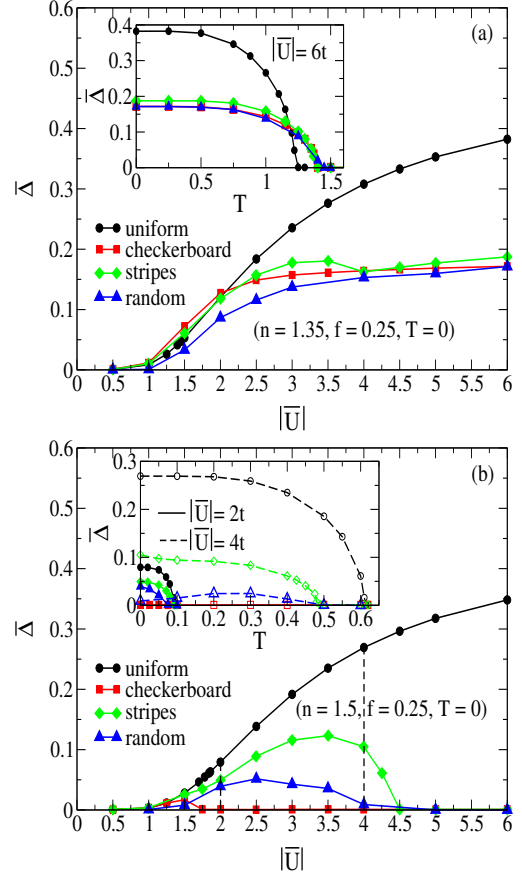 0.6
0.5
0.4
0.3
0.2
0.1
0
Δ̅
0.4
0.3
0.2
0.1
0
Δ̅
|U̅|= 6t
(a)
0 0.5 1 1.5
T
uniform
checkerboard
stripes
random
(n = 1.35, f = 0.25, T = 0)
0 0.5 1 1.5 2 2.5 3 3.5 4 4.5 5 5.5 6
|U̅|
0.6
0.5
0.4
0.3
0.2
0.1
0
Δ̅
0.3
0.2
0.1
0
Δ̅
|U̅|= 2t
|U̅|= 4t
(b)
0.0 0.1 0.2 0.3 0.4 0.5 0.6
T
uniform
checkerboard
stripes
random
(n = 1.5, f = 0.25, T = 0)
0 0.5 1 1.5 2 2.5 3 3.5 4 4.5 5 5.5 6
|U̅|